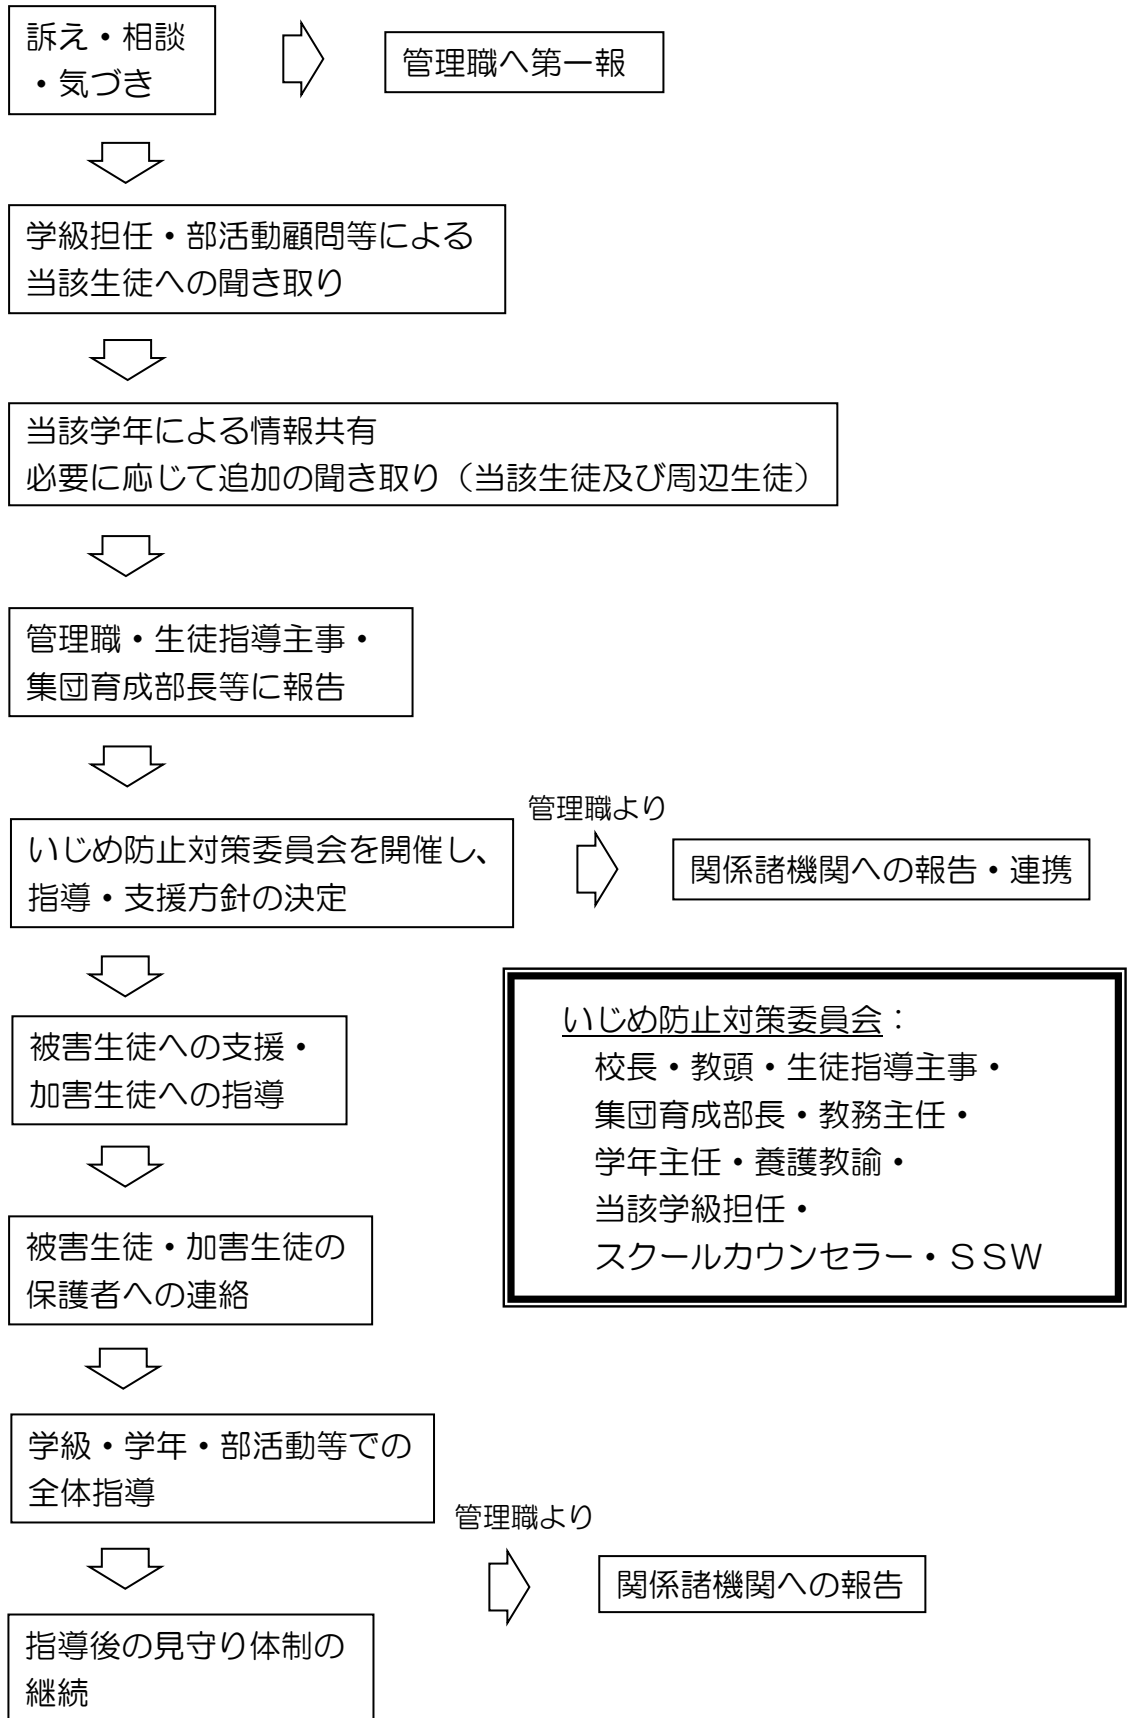 訴え・相談
・気づき
管理職へ第一報
学級担任・部活動顧問等による
当該生徒への聞き取り
当該学年による情報共有
必要に応じて追加の聞き取り（当該生徒及び周辺生徒）
管理職・生徒指導主事・
集団育成部長等に報告
いじめ防止対策委員会を開催し、
指導・支援方針の決定
管理職より
関係諸機関への報告・連携
いじめ防止対策委員会：
校長・教頭・生徒指導主事・
集団育成部長・教務主任・
学年主任・養護教諭・
当該学級担任・
スクールカウンセラー・ＳＳＷ
被害生徒への支援・
加害生徒への指導
被害生徒・加害生徒の
保護者への連絡
学級・学年・部活動等での
全体指導
管理職より
関係諸機関への報告
指導後の見守り体制の
継続